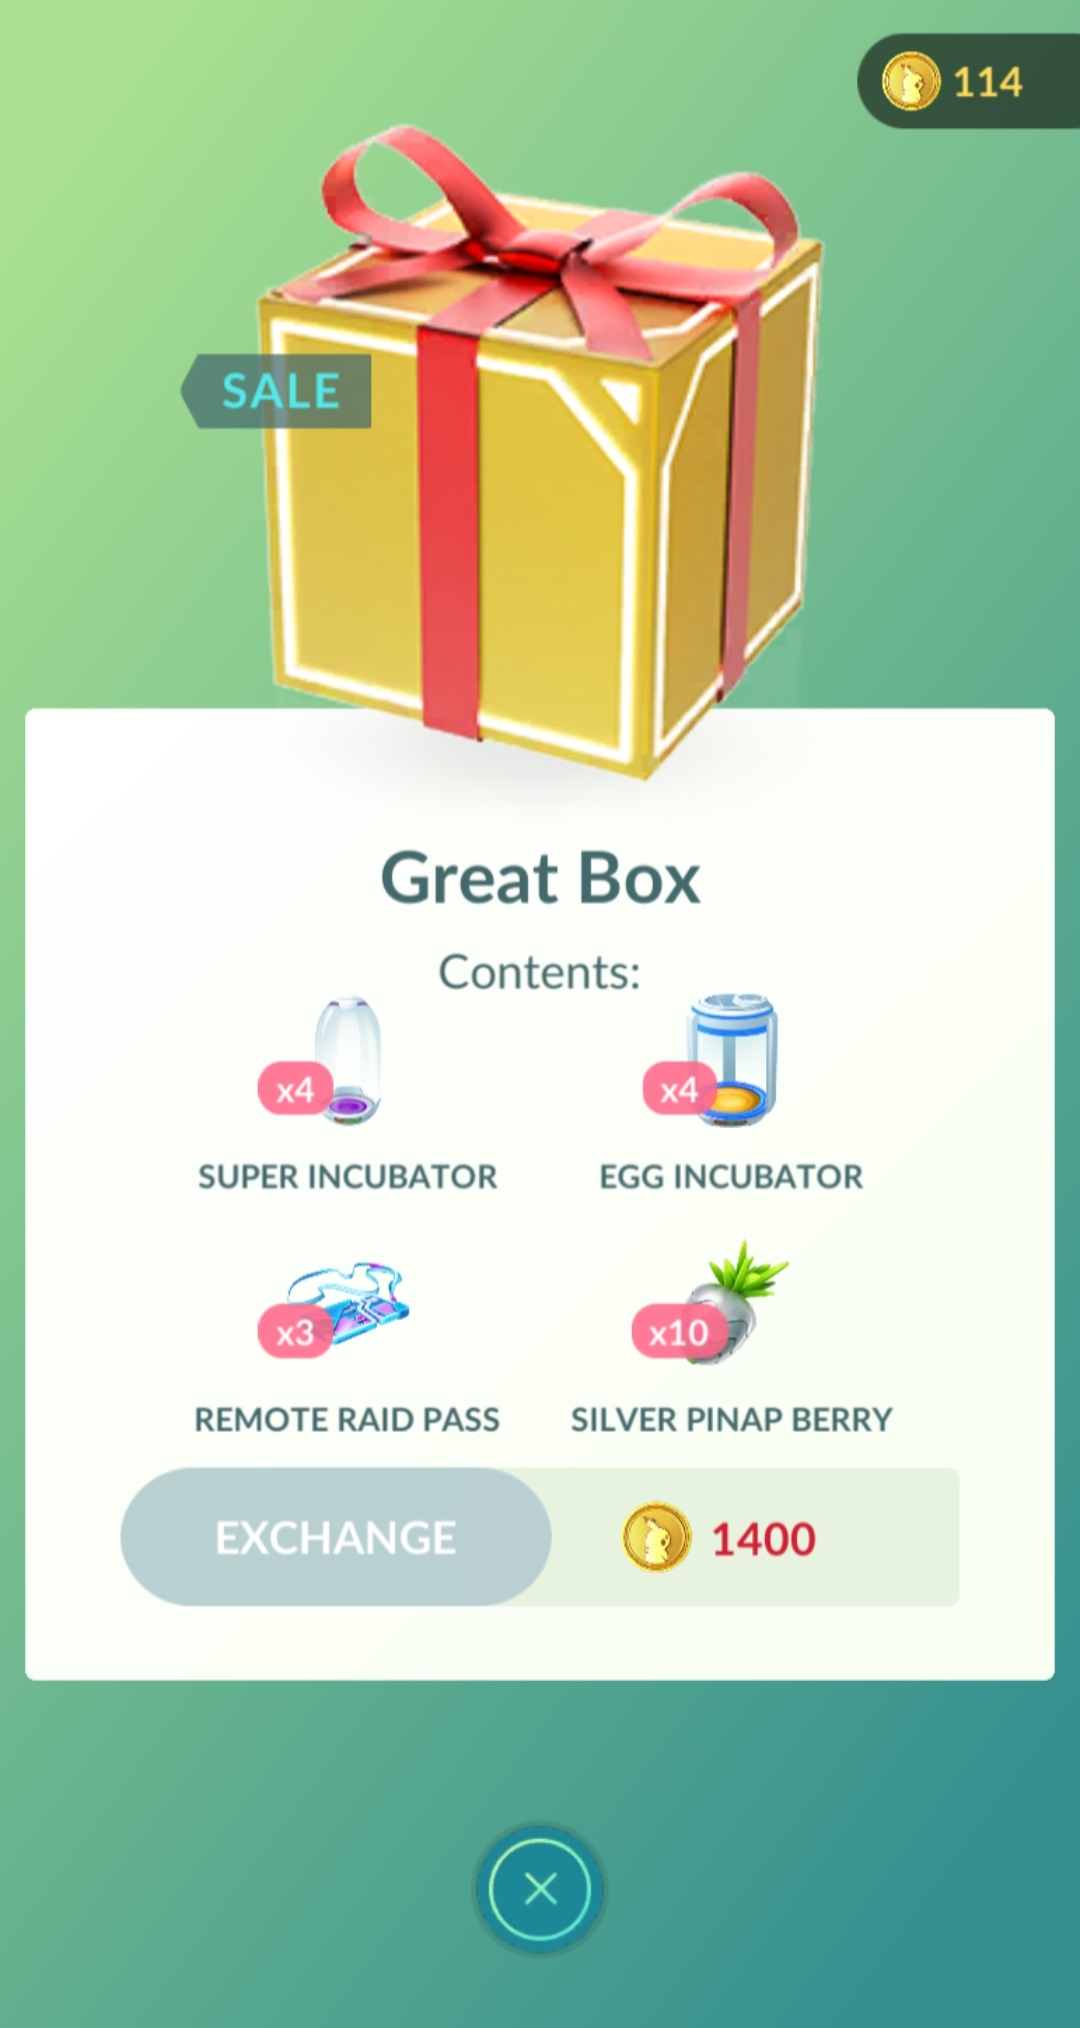 114
SALE
Great Box
Contents:
x4
x4
SUPER INCUBATOR
EGG INCUBATOR
x3
x10
REMOTE RAID PASS
SILVER PINAP BERRY
EXCHANGE
1400